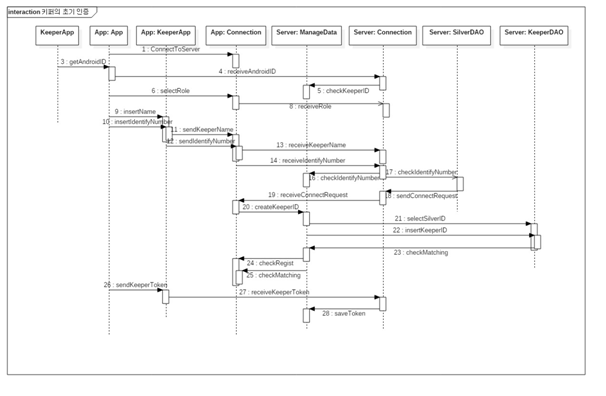 interaction 키퍼의 초기 인증
KeeperApp
App: App
App: KeeperApp
App: Connection
Server: ManageData
Server: Connection
Server: SilverDAO
Server: KeeperDAO
1 : ConnectToServer
3 : getAndroidID
4 : receiveAndroidID
5 : checkKeeperID
6 : selectRole
8 : receiveRole
9 : insertName
10 : insertIdentifyNumber
11 : sendKeeperName
12 : sendIdentifyNumber
13 : receiveKeeperName
14 : receiveIdentifyNumber
16 : checkIdentifyNumber
17 : checkIdentifyNumber
18 : sendConnectRequest
19 : receiveConnectRequest
20 : createKeeperID
21 : selectSilverID
22 : insertKeeperID
23 : checkMatching
24 : checkRegist
25 : checkMatching
26 : sendKeeperToken
27 : receiveKeeperToken
28 : saveToken